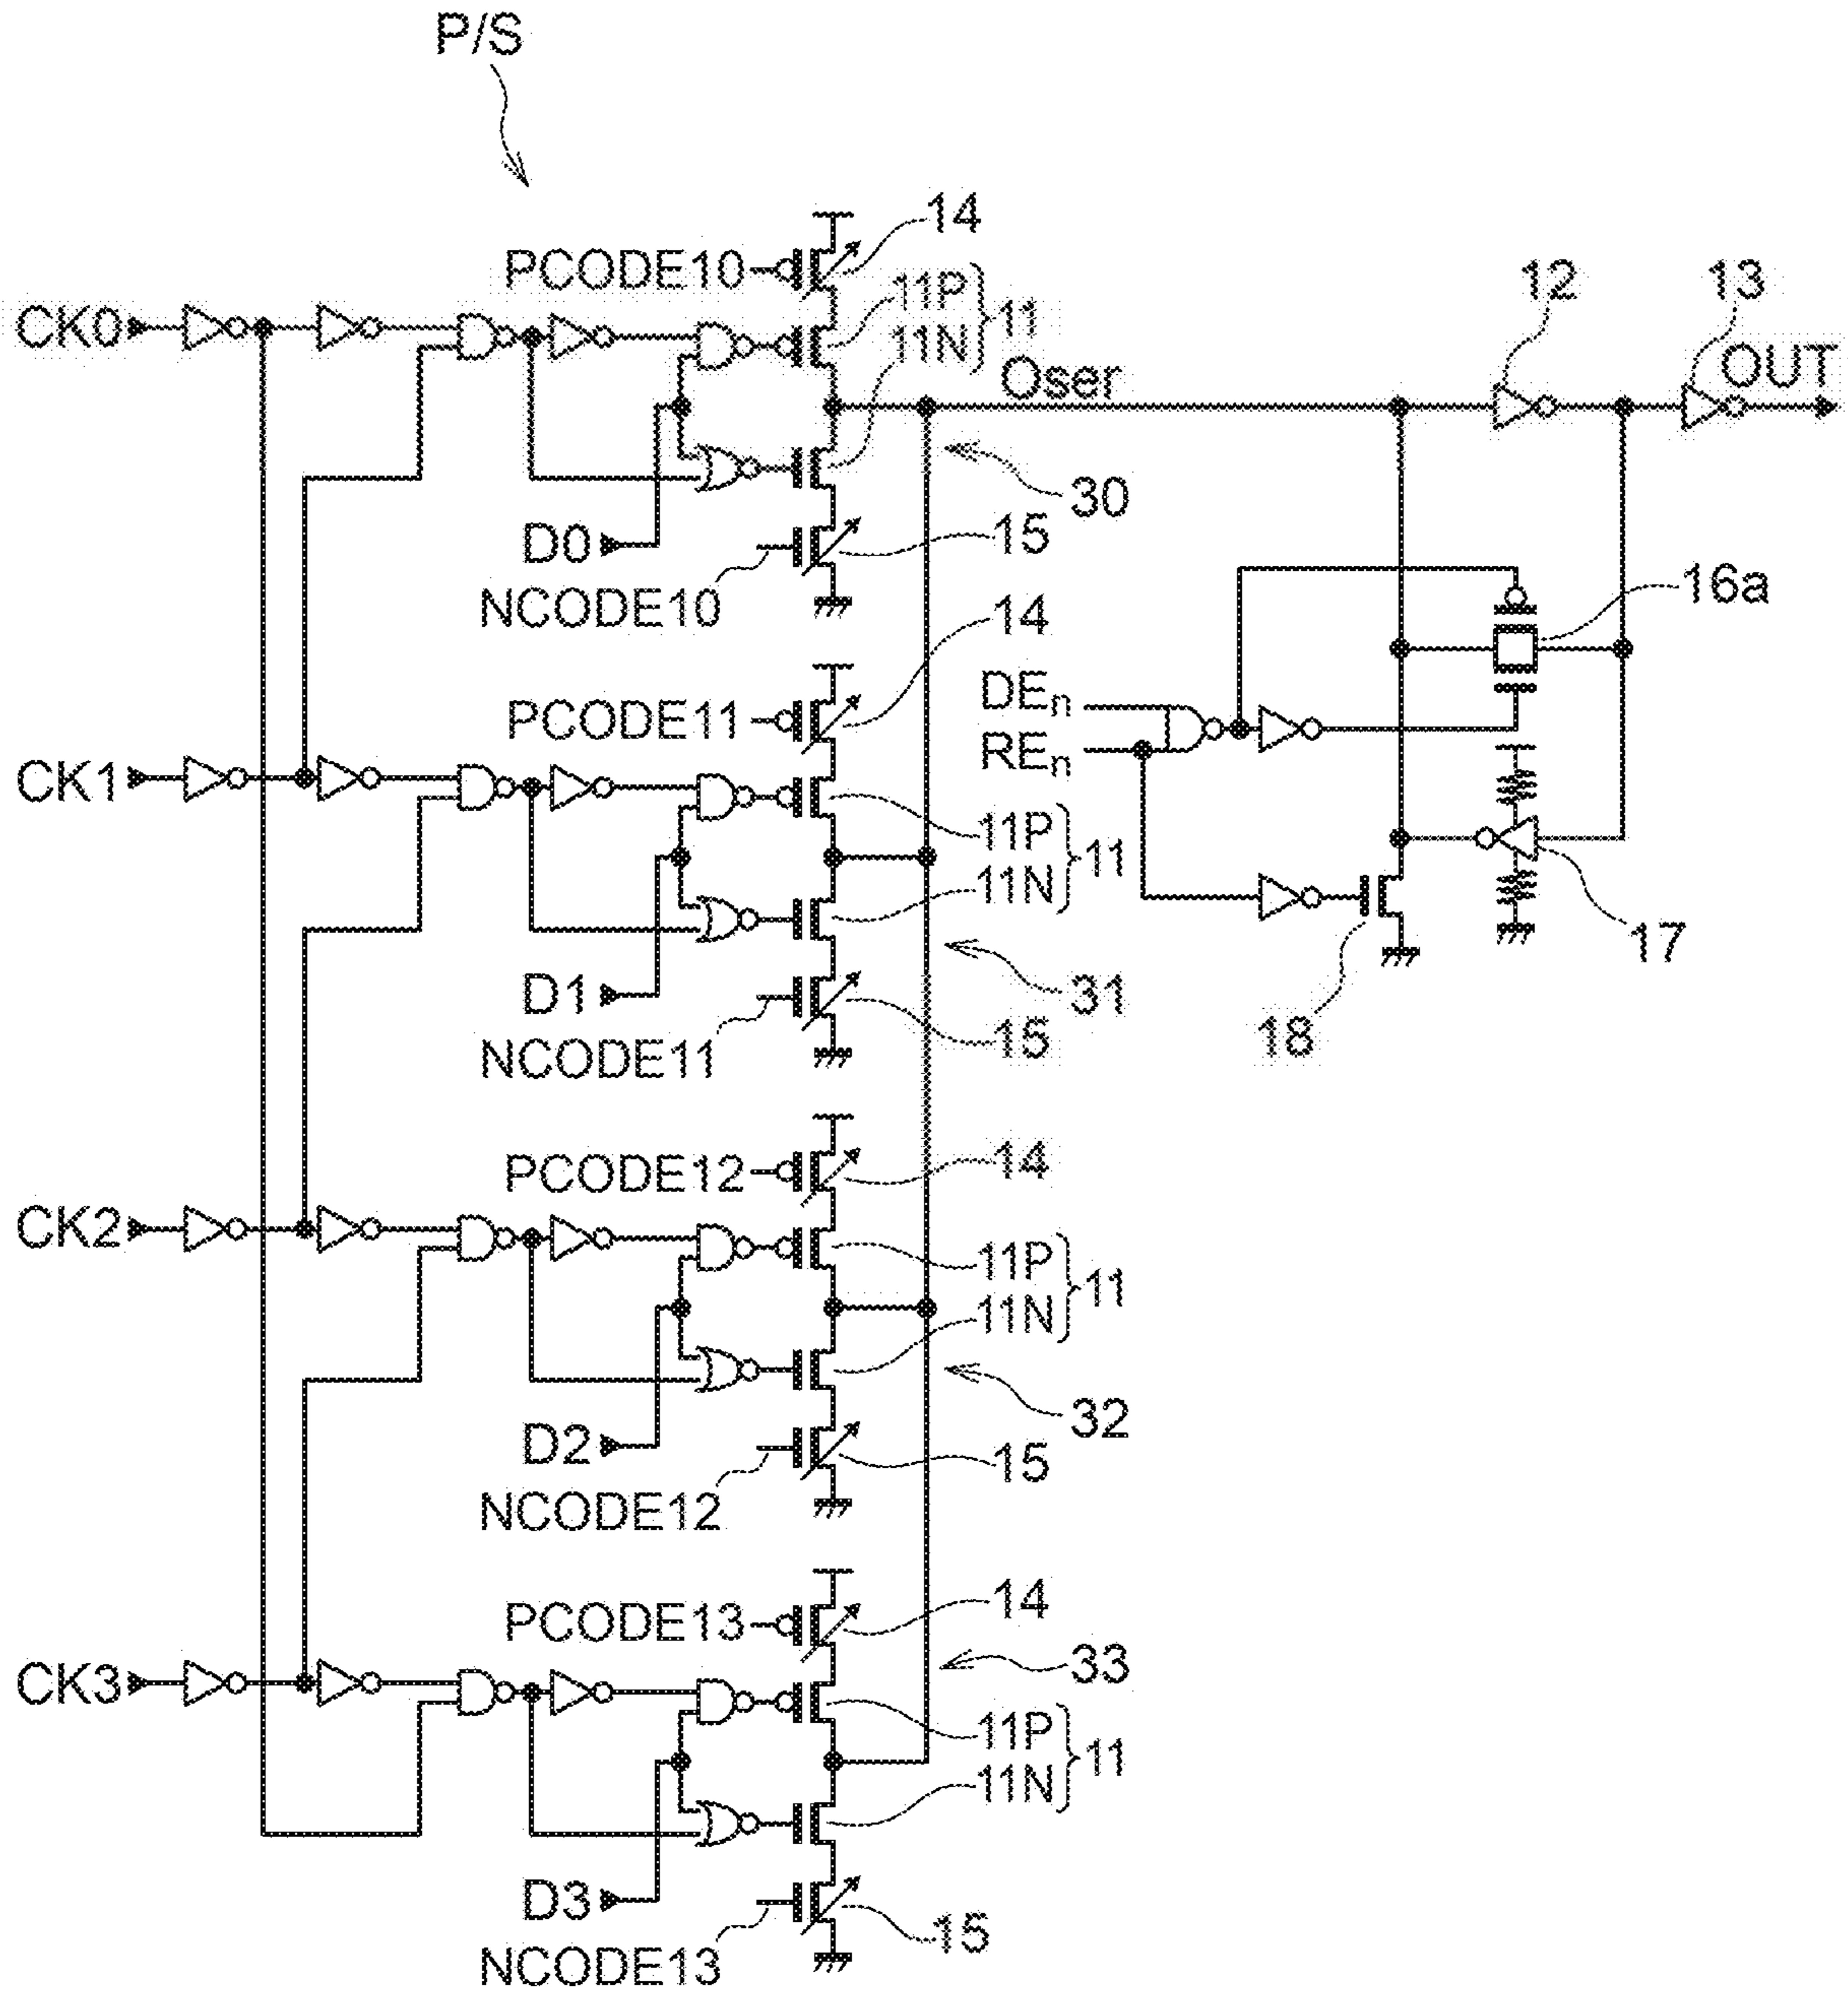 P/S
14
PCODE10
11P
11
12
13
CK0
11N
Oser
OUT
30
D0
15
NCODE10
14
16a
DEn
PCODE11
REn
CK1
11P
11
11N
17
D1
31
15
18
NCODE11
14
PCODE12
CK2
11P
11
11N
32
D2
15
NCODE12
14
PCODE13
33
CK3
11P
11
11N
D3
15
NCODE13